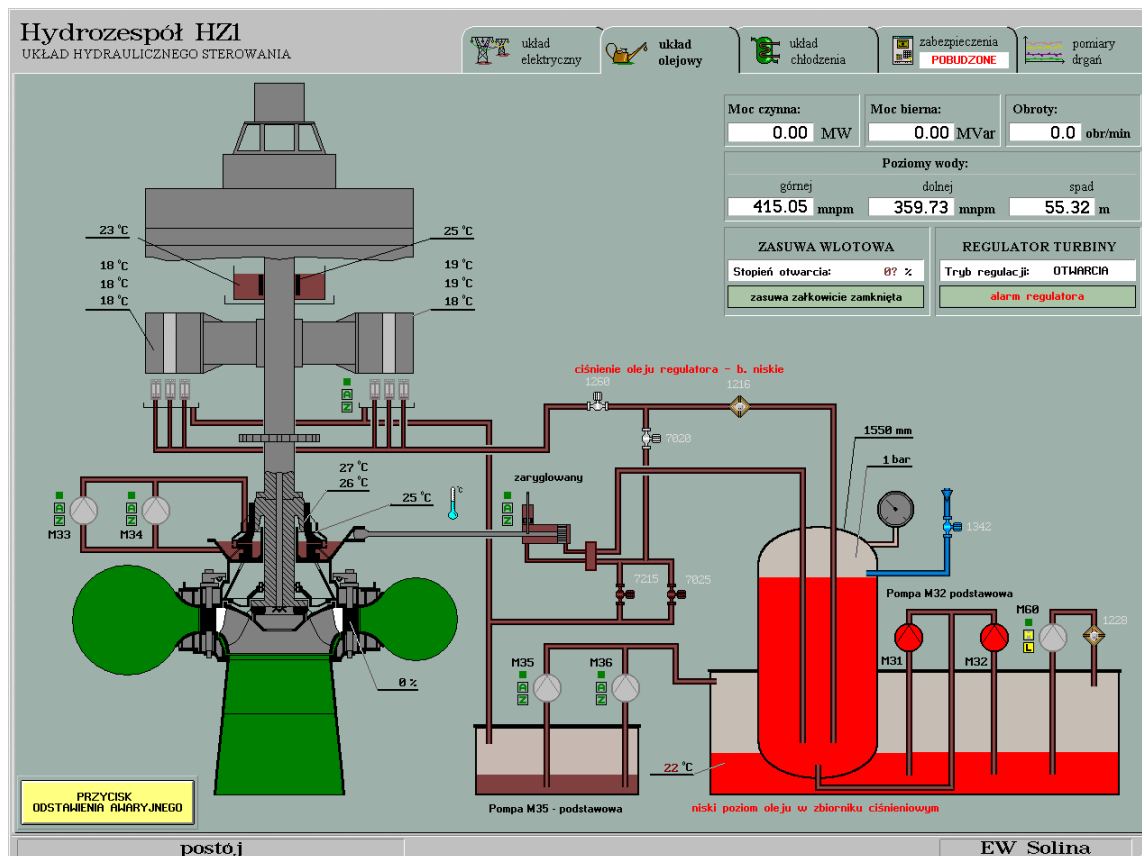 Hydrozespół HZ1
UKŁAD HYDRAULICZNEGO STEROWANIA
układ
elektryczny
układ
olejowy
układ
chłodzenia
zabezpieczenia
POBUDZONE
pomiary
drgań
Moc czynna:
0.00 MW
Moc bierna:
0.00 MVar
Obroty:
0.0 obr/min
Poziomy wody:
górnej
dolnej
spad
415.05 mnpm
359.73 mnpm
55.32 m
ZASUWA WLOTOWA
Stopień otwarcia: 0? %
zasuwa załkowicie zamknięta
REGULATOR TURBINY
Tryb regulacji: OTWARCIA
alarm regulatora
23 °C
25 °C
18 °C
18 °C
18 °C
19 °C
19 °C
18 °C
ciśnienie oleju regulatora - b. niskie
1260
1216
A
Z
7020
1550 mm
1 bar
27 °C
26 °C
25 °C
°C
zaryglowany
A
Z
A
Z
M33
A
Z
M34
1342
7215
7025
Pompa M32 podstawowa
M31
M32
M60
M
L
1228
M35
A
Z
M36
A
Z
0 %
22 °C
Pompa M35 - podstawowa
niski poziom oleju w zbiorniku ciśnieniowym
PRZYCISK
ODSTAWIENIA AWARYJNEGO
postój
EW Solina